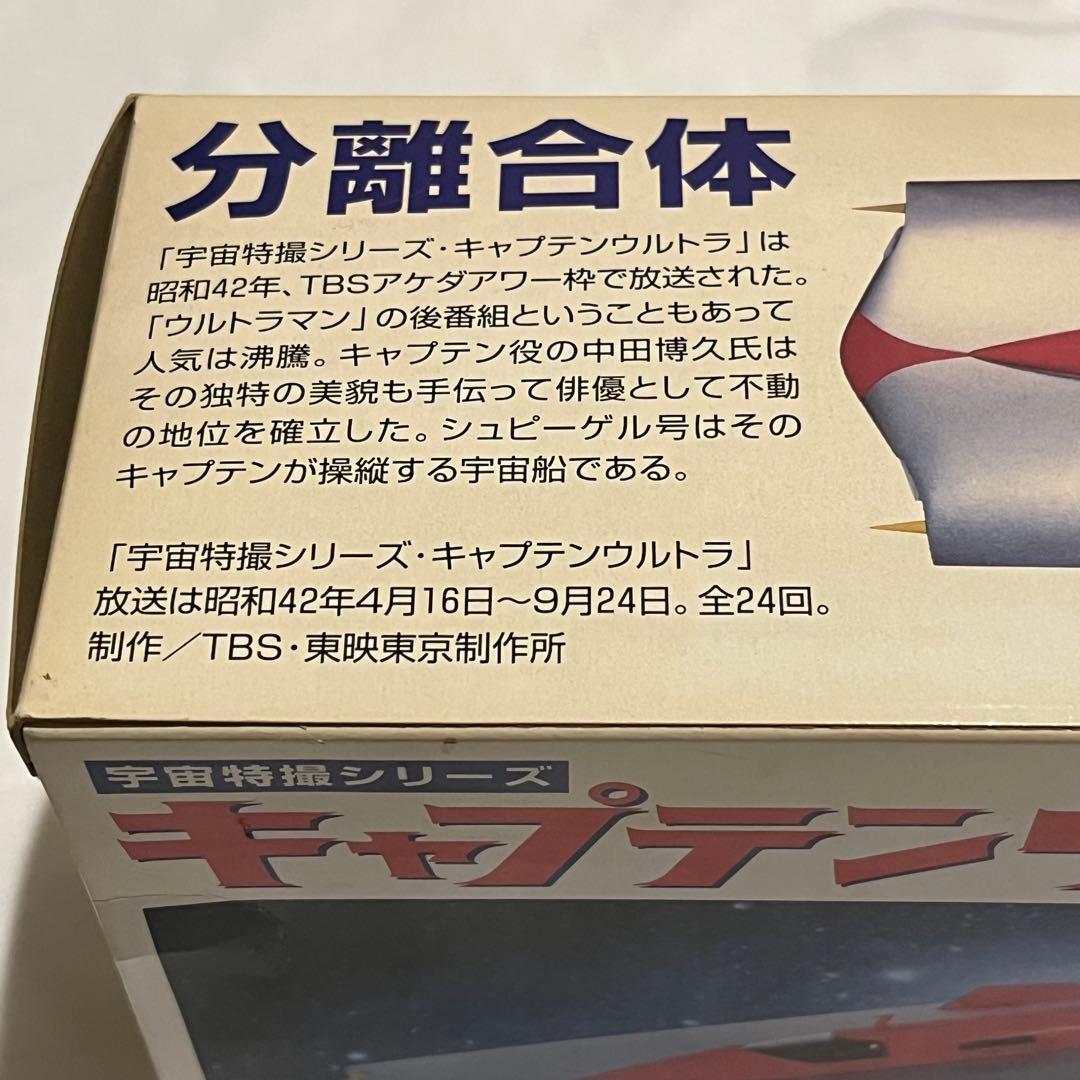 分離合体
「宇宙特撮シリーズ・キャプテンウルトラ」は
昭和42年、TBSアケダアワー枠で放送された。
「ウルトラマン」の後番組ということもあって
人気は沸騰。キャプテン役の中田博久氏は
その独特の美貌も手伝って俳優として不動
の地位を確立した。シュピーゲル号はその
キャプテンが操縦する宇宙船である。
「宇宙特撮シリーズ・キャプテンウルトラ」
放送は昭和42年4月16日〜9月24日。全24回。
制作／TBS・東映東京制作所
宇宙特撮シリーズ
キャプテン